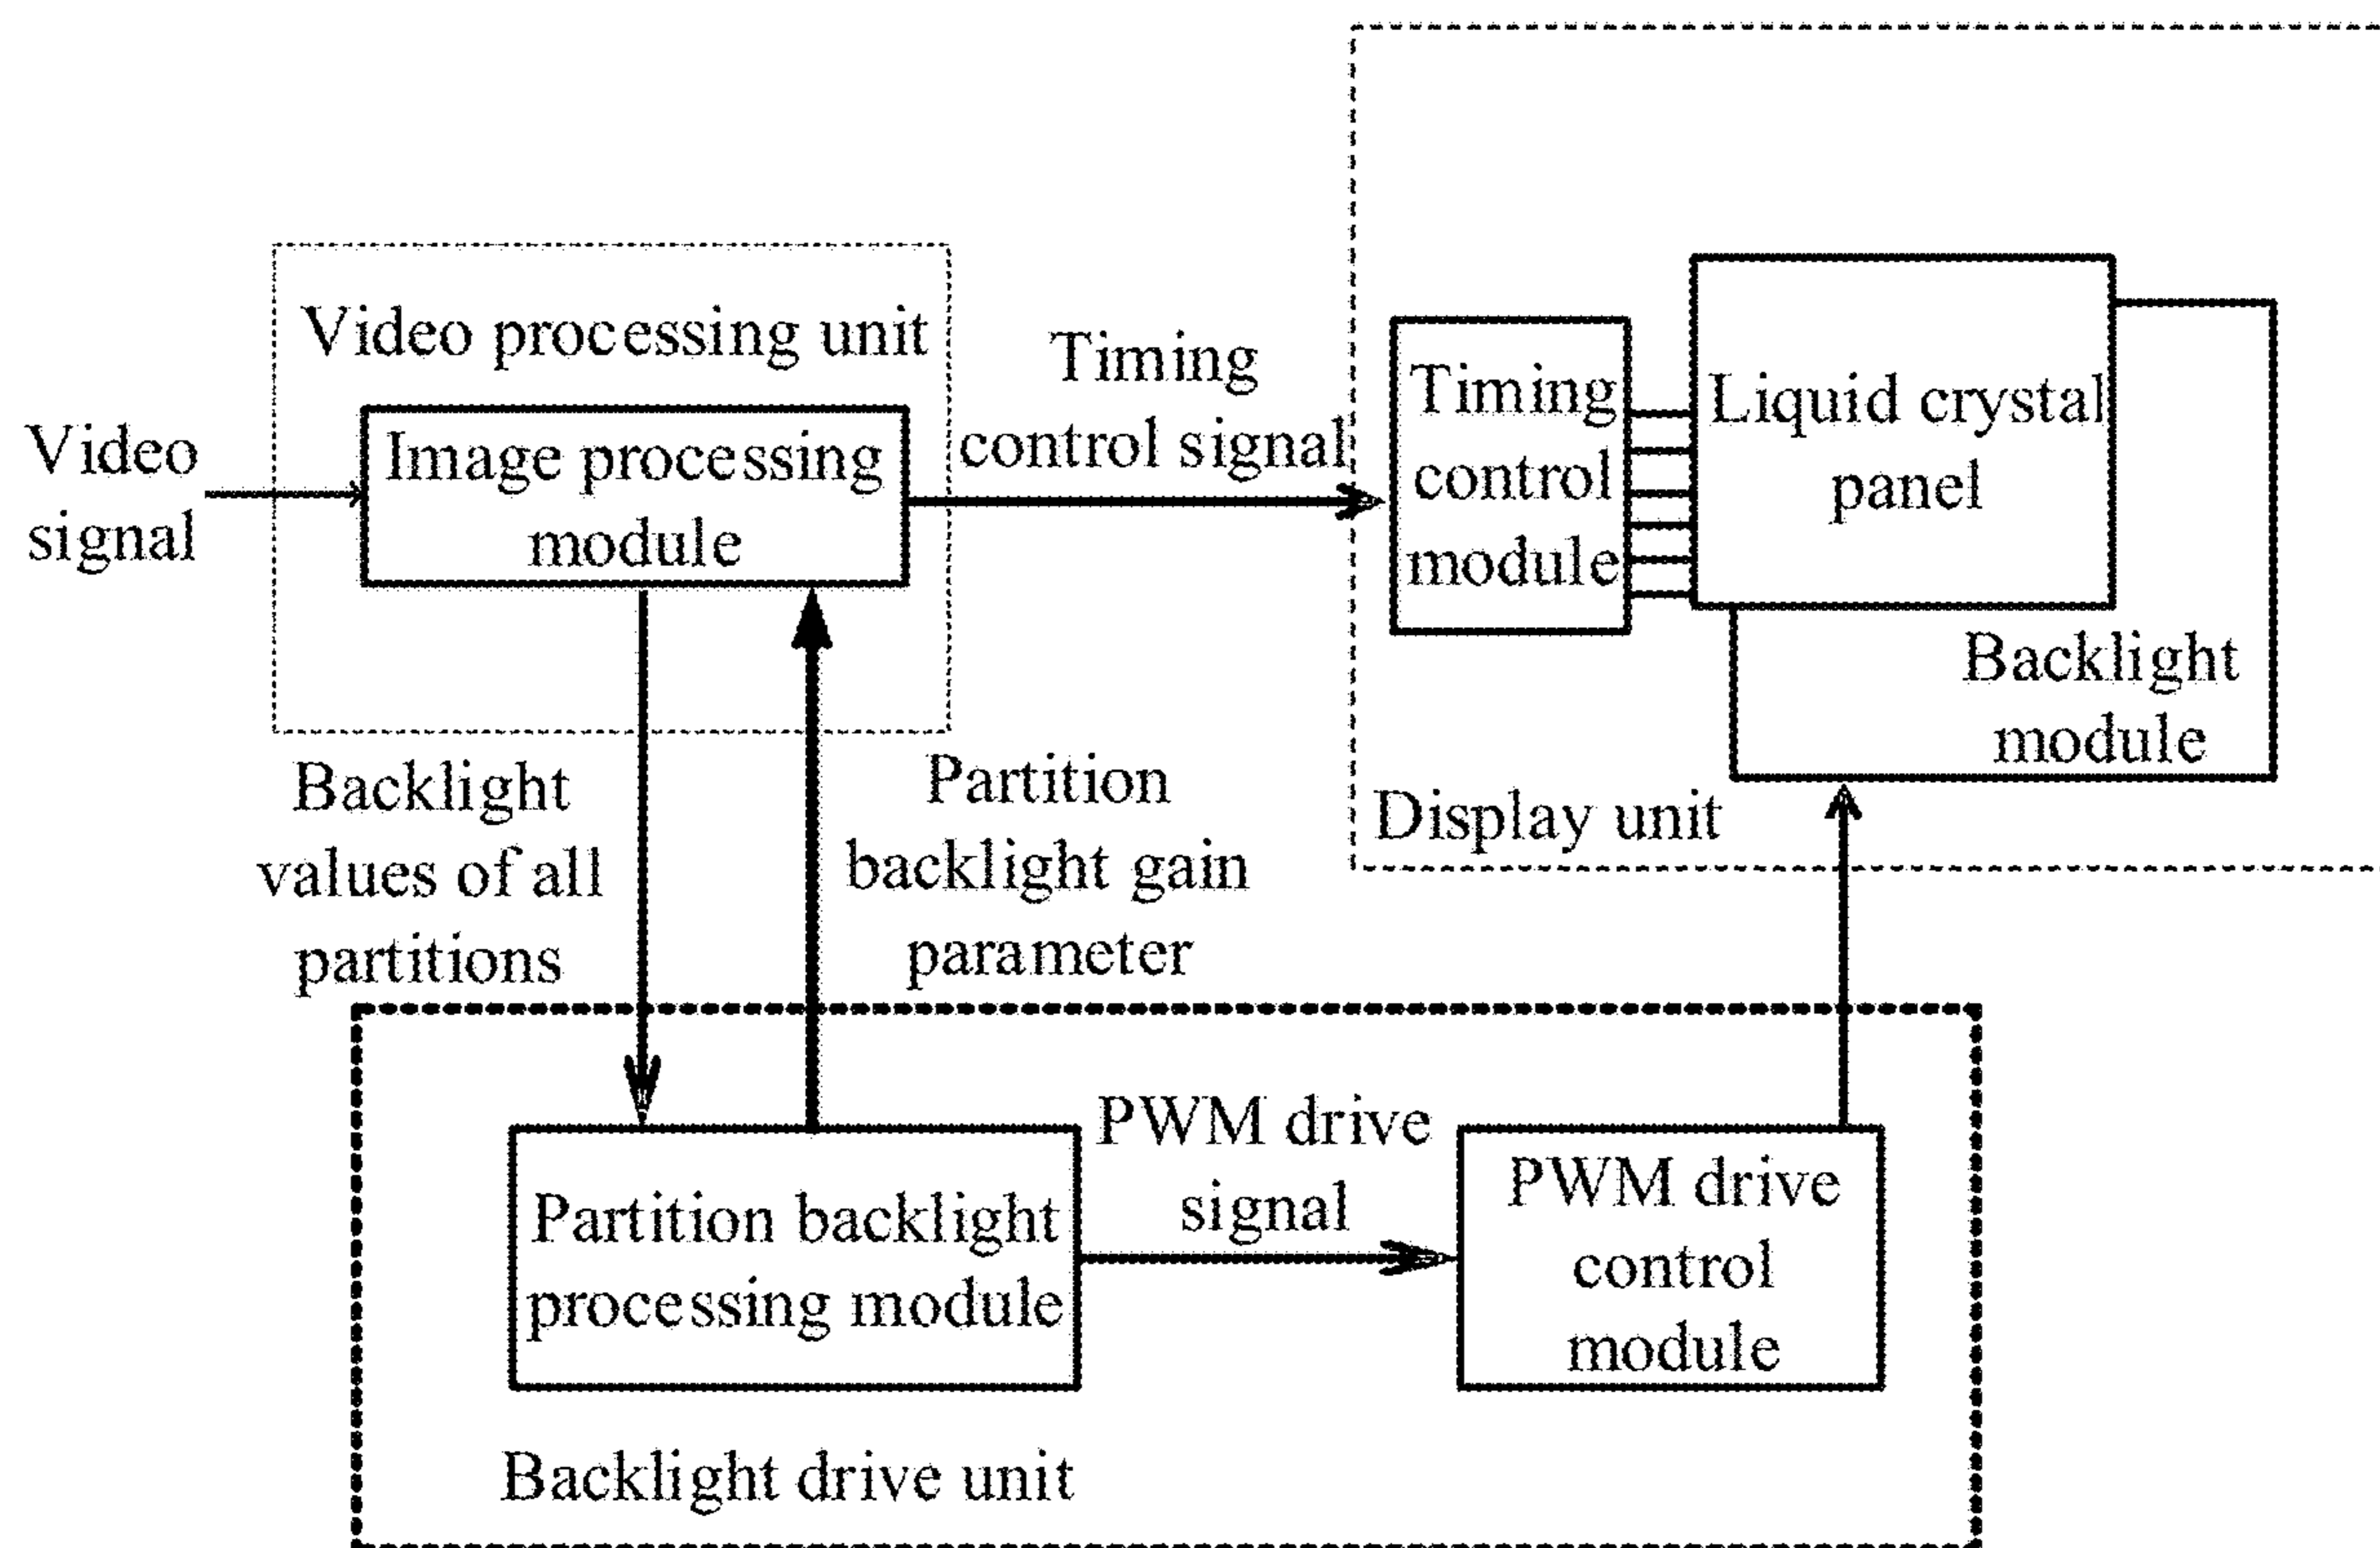 Video processing unit
Video
signal
Image processing
module
Timing
control signal
Timing
control
module
Liquid crystal
panel
Backlight
module
Display unit
Backlight
values of all
partitions
Partition
backlight gain
parameter
Partition backlight
processing module
PWM drive
signal
PWM drive
control
module
Backlight drive unit